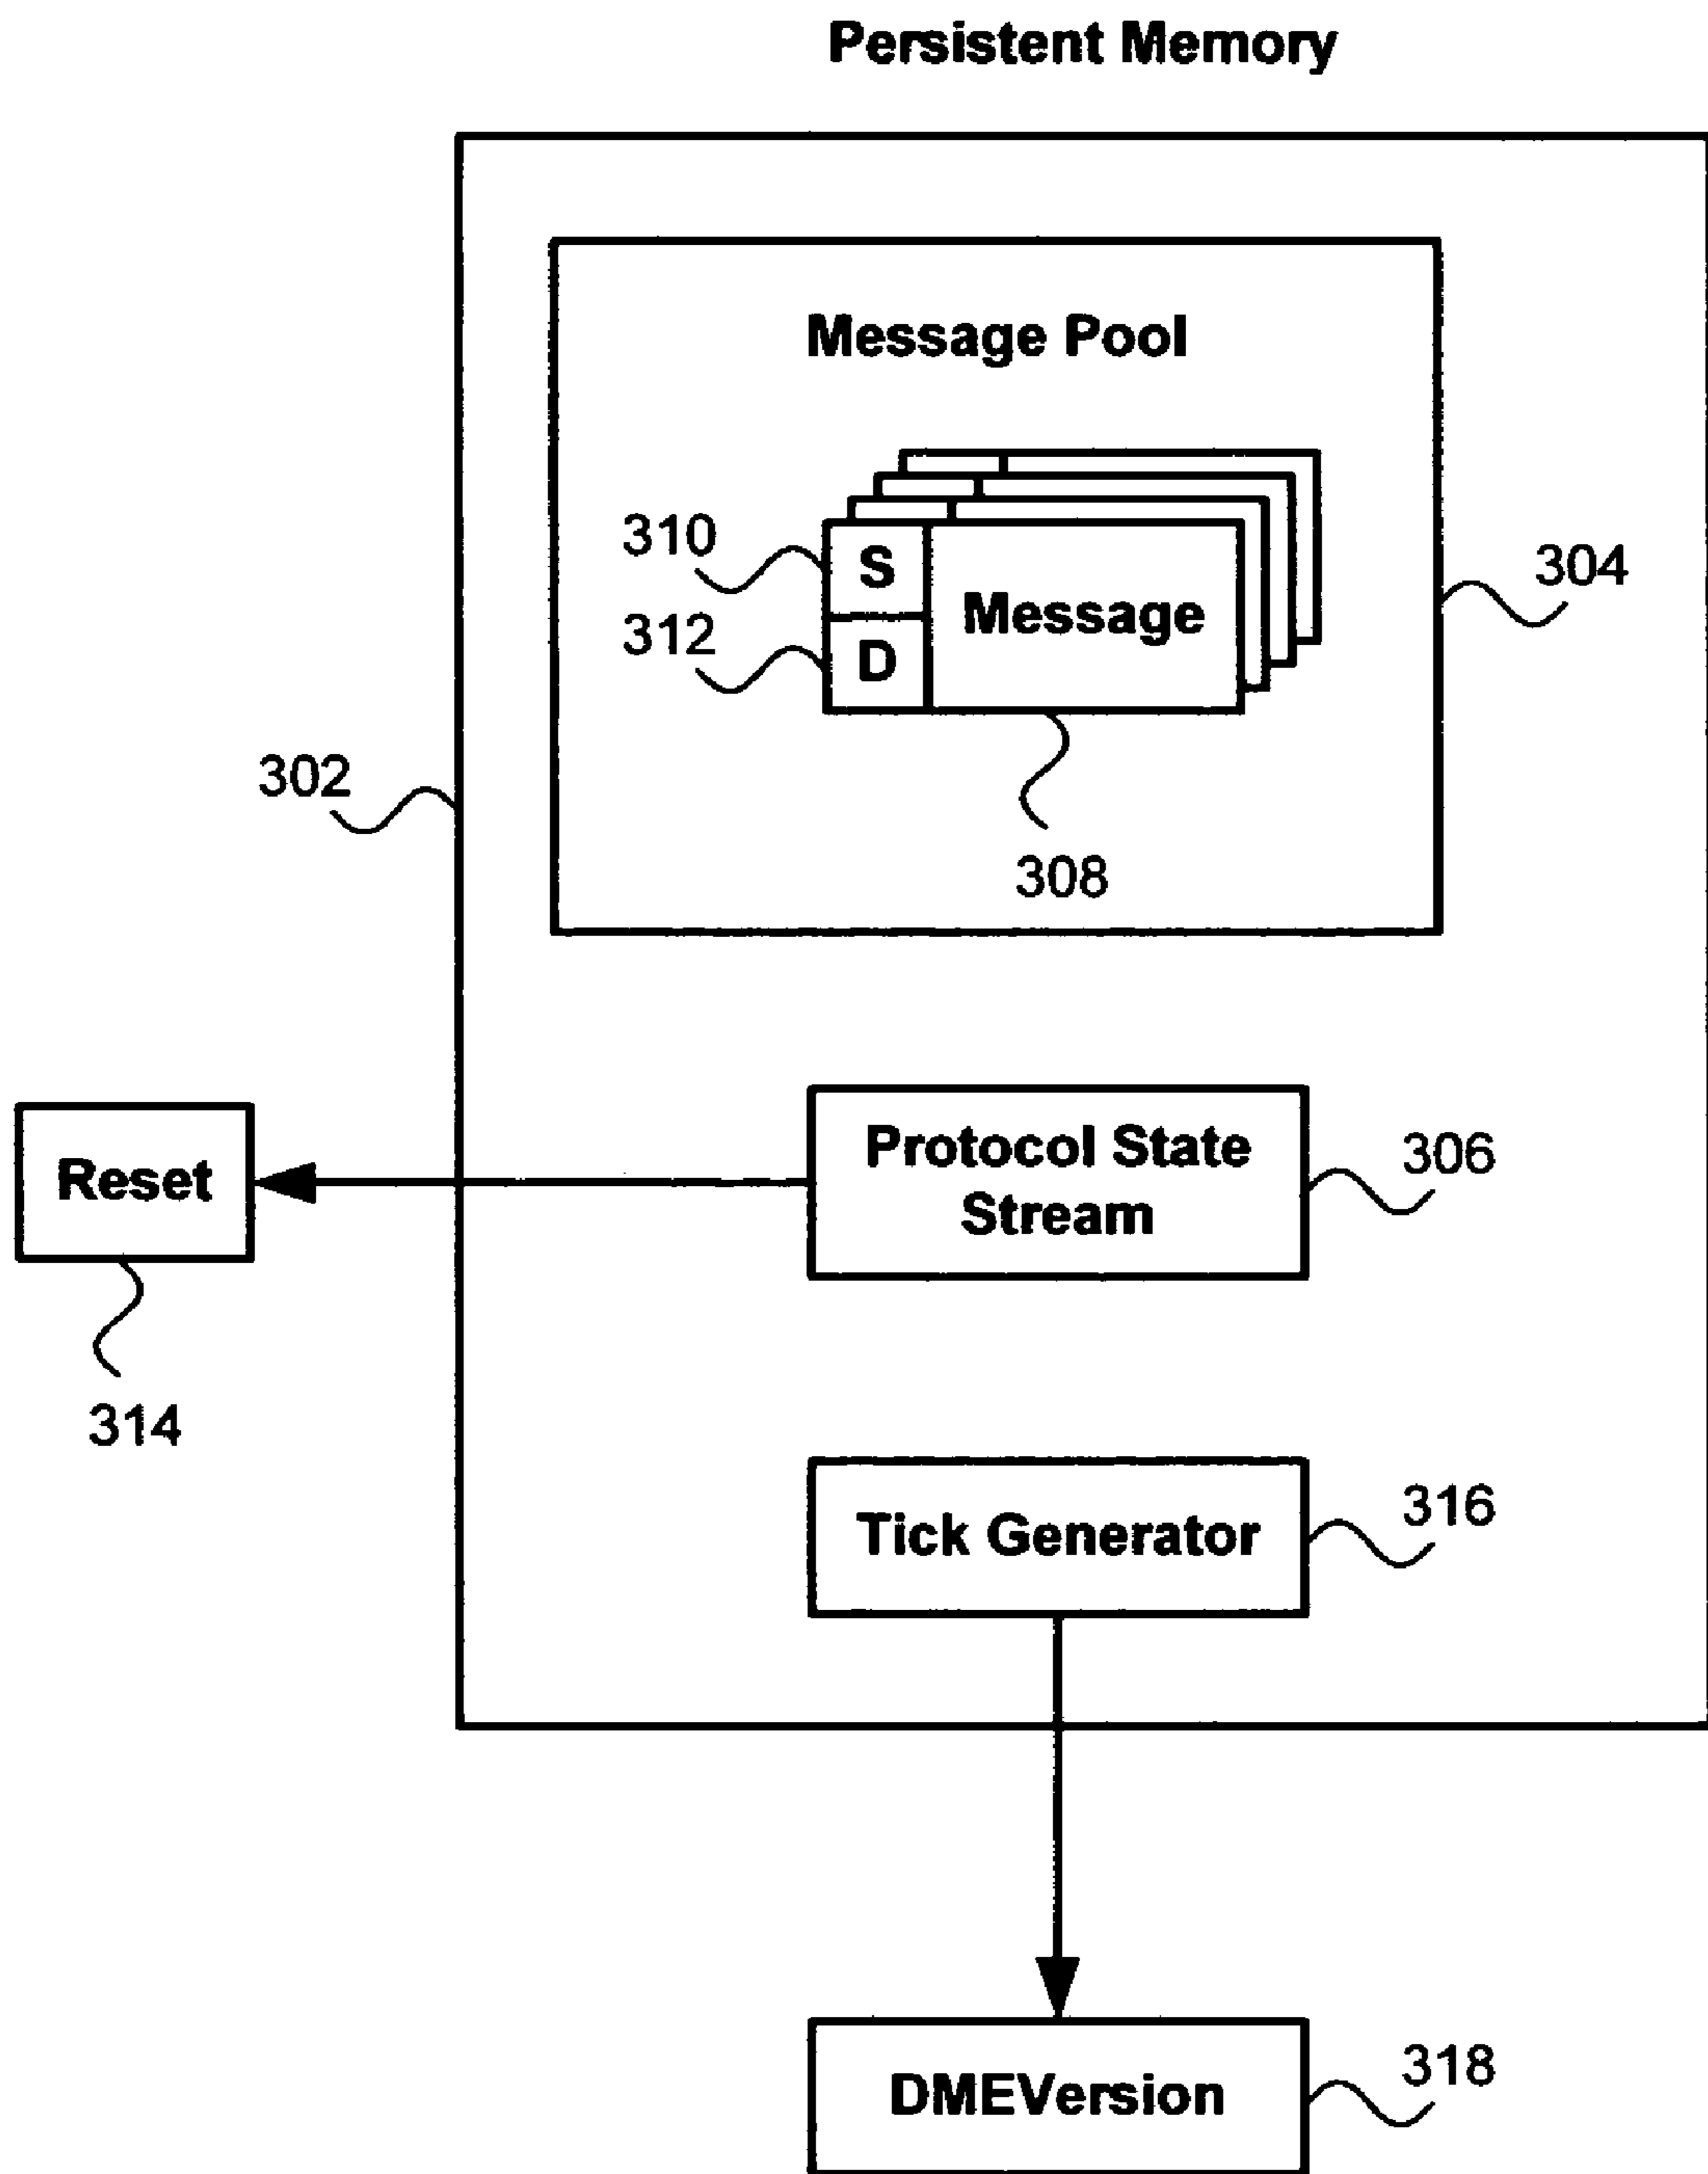 Persistent Memory
Message Pool
310
S
304
312
D
Message
302
308
Protocol State
Stream
306
Reset
314
Tick Generator
316
DMEVersion
318